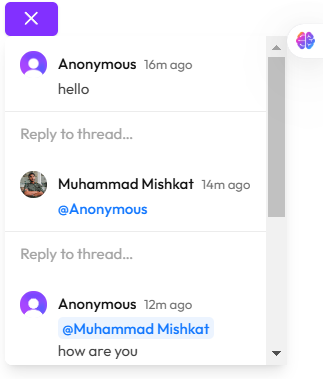 Anonymous 16m ago
hello
Reply to thread...
Muhammad Mishkat 14m ago
@Anonymous
Reply to thread...
Anonymous 12m ago
@Muhammad Mishkat
how are you